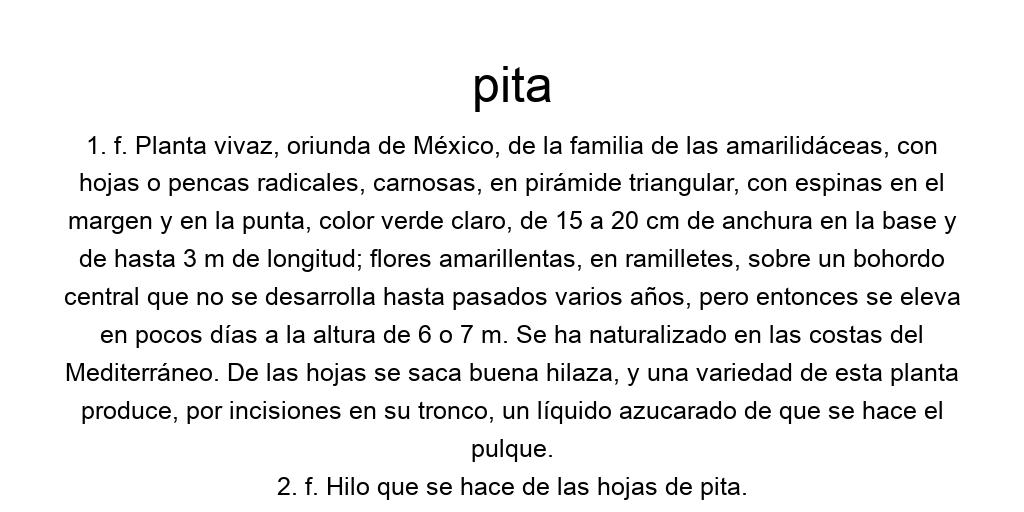 pita
1. f. Planta vivaz, oriunda de México, de la familia de las amarilidáceas, con
hojas o pencas radicales, carnosas, en pirámide triangular, con espinas en el
margen y en la punta, color verde claro, de 15 a 20 cm de anchura en la base y
de hasta 3 m de longitud; flores amarillentas, en ramilletes, sobre un bohordo
central que no se desarrolla hasta pasados varios años, pero entonces se eleva
en pocos días a la altura de 6 o 7 m. Se ha naturalizado en las costas del
Mediterráneo. De las hojas se saca buena hilaza, y una variedad de esta planta
produce, por incisiones en su tronco, un líquido azucarado de que se hace el
pulque.
2. f. Hilo que se hace de las hojas de pita.